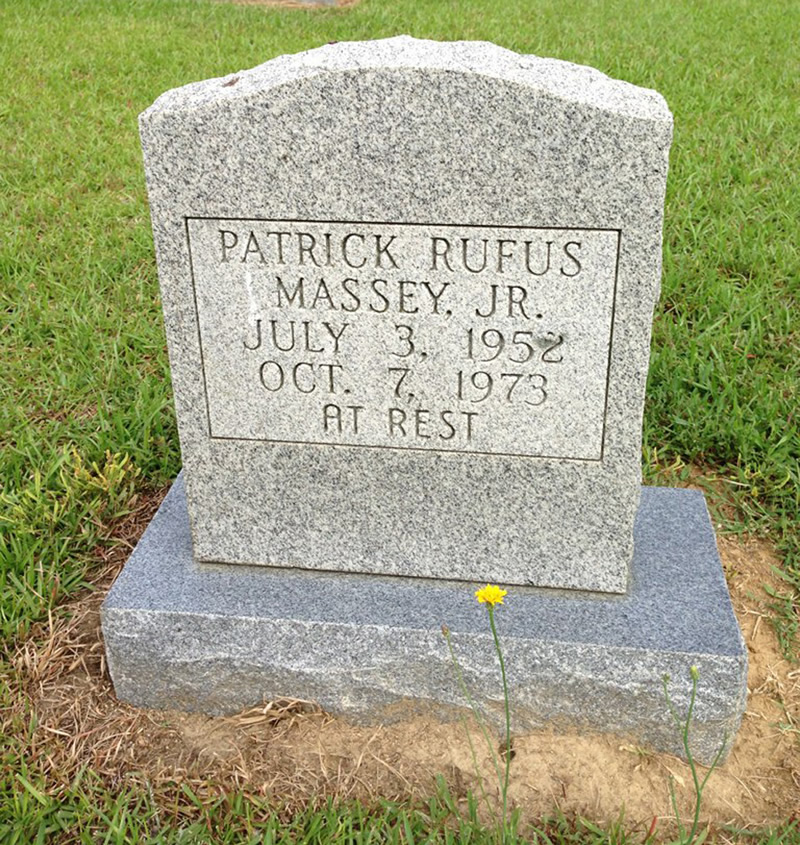 PATRICK RUFUS
MASSEY, JR.
JULY 3, 1952
OCT. 7, 1973
AT REST